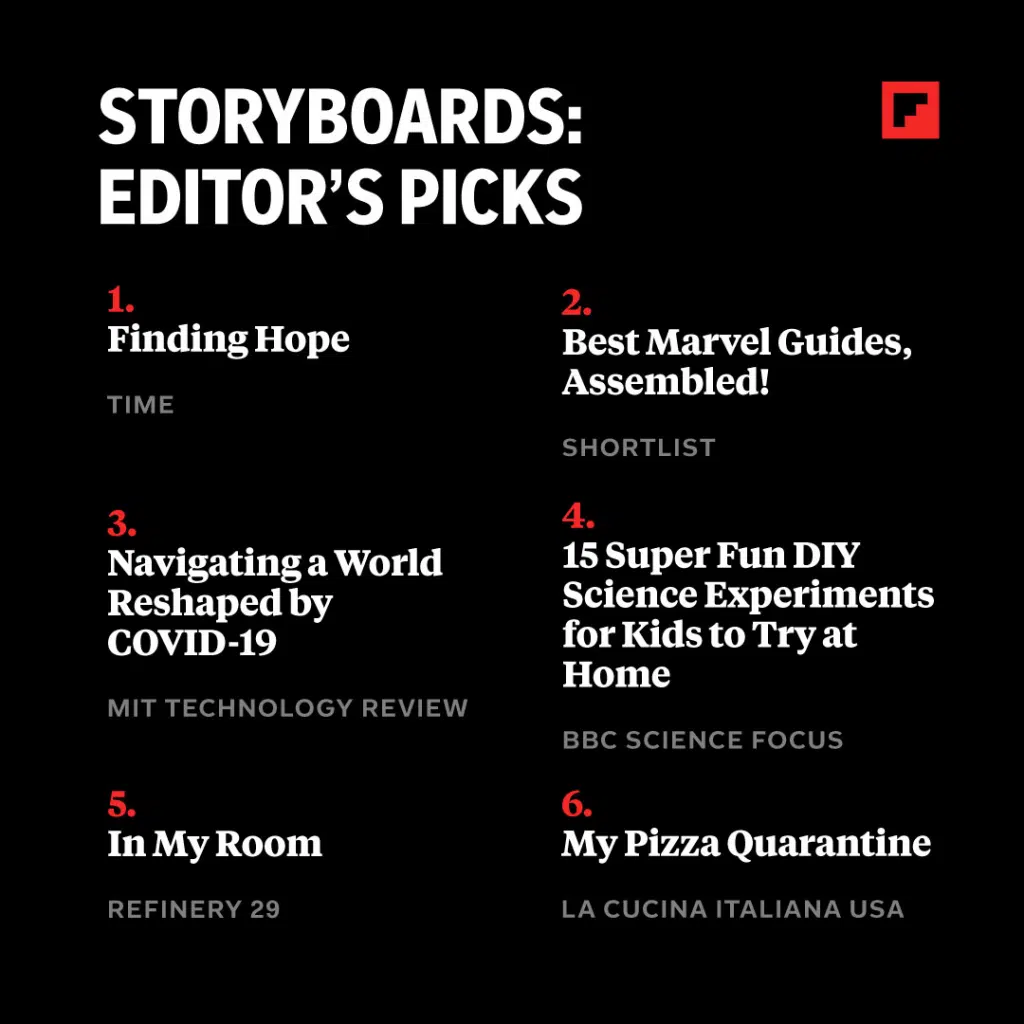 STORYBOARDS:
EDITOR’S PICKS
1.
Finding Hope
TIME
2.
Best Marvel Guides,
Assembled!
SHORTLIST
3.
Navigating a World
Reshaped by
COVID-19
MIT TECHNOLOGY REVIEW
4.
15 Super Fun DIY
Science Experiments
for Kids to Try at
Home
BBC SCIENCE FOCUS
5.
In My Room
REFINERY 29
6.
My Pizza Quarantine
LA CUCINA ITALIANA USA